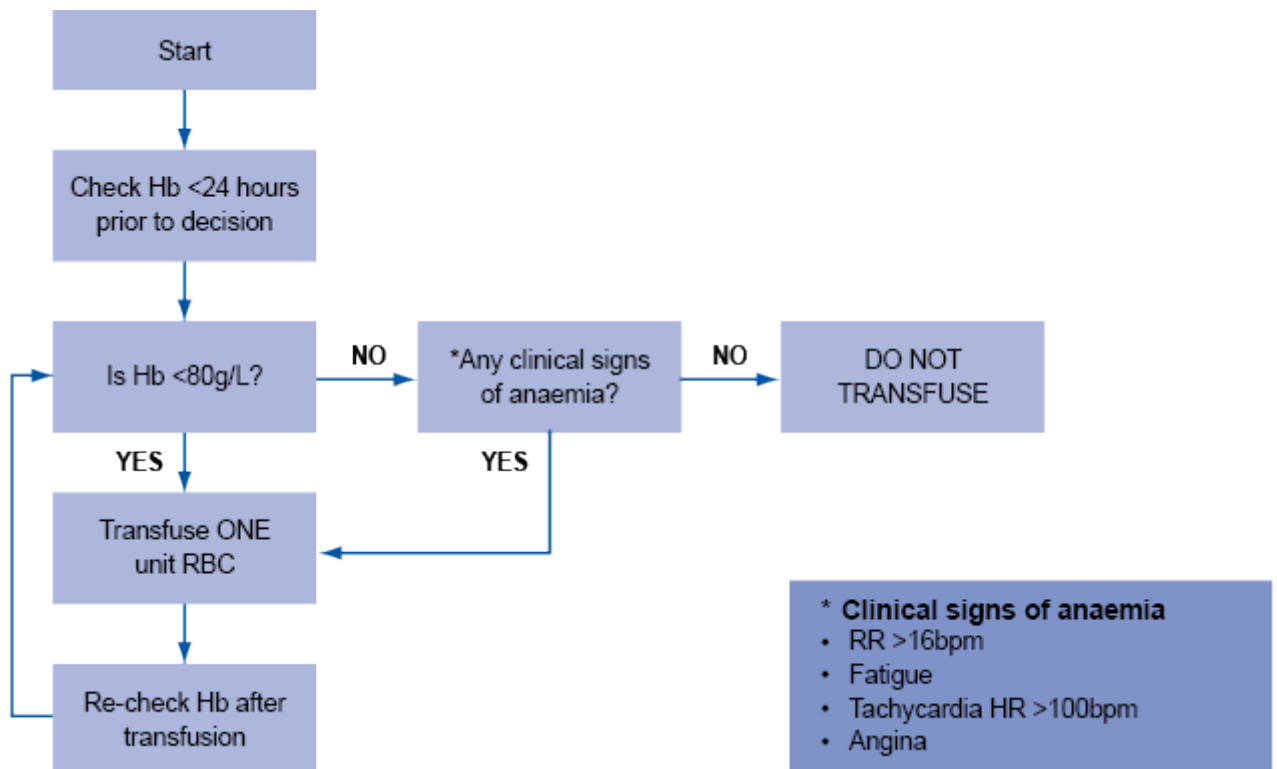 Start
Check Hb <24 hours
prior to decision
Is Hb <80g/L?
NO
*Any clinical signs
of anaemia?
NO
DO NOT
TRANSFUSE
YES
YES
Transfuse ONE
unit RBC
Re-check Hb after
transfusion
* Clinical signs of anaemia
• RR >16bpm
• Fatigue
• Tachycardia HR >100bpm
• Angina